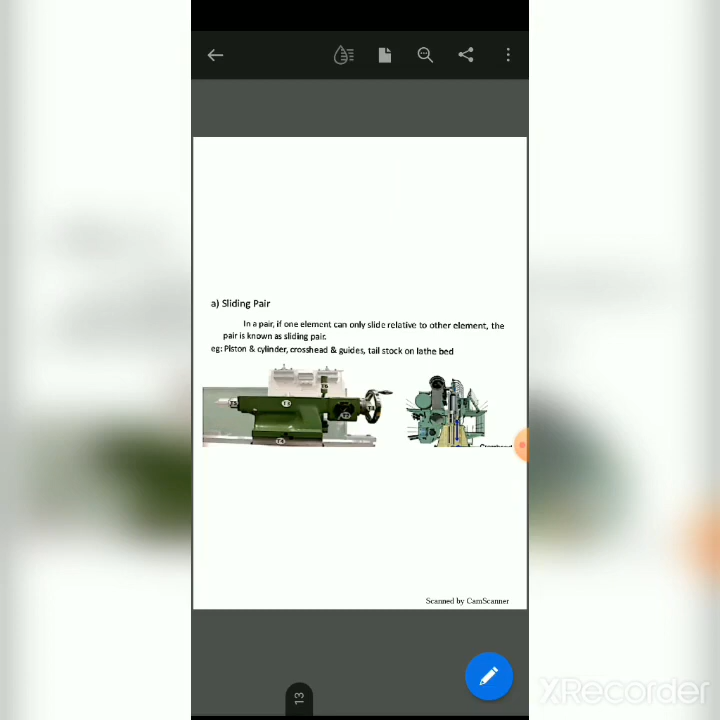 a) Sliding Pair
In a pair, if one element can only slide relative to other element, the
pair is known as sliding pair.
eg: Piston & cylinder, crosshead & guides, tail stock on lathe bed
Scanned by CamScanner
13
XRecorder